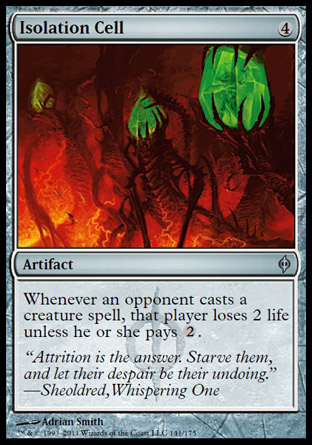 Isolation Cell 4
Artifact
Whenever an opponent casts a
creature spell, that player loses 2 life
unless he or she pays 2.
“Attrition is the answer. Starve them,
and let their despair be their undoing.”
—Sheoldred, Whispering One
Adrian Smith
™ & © 1993–2011 Wizards of the Coast LLC 141/175